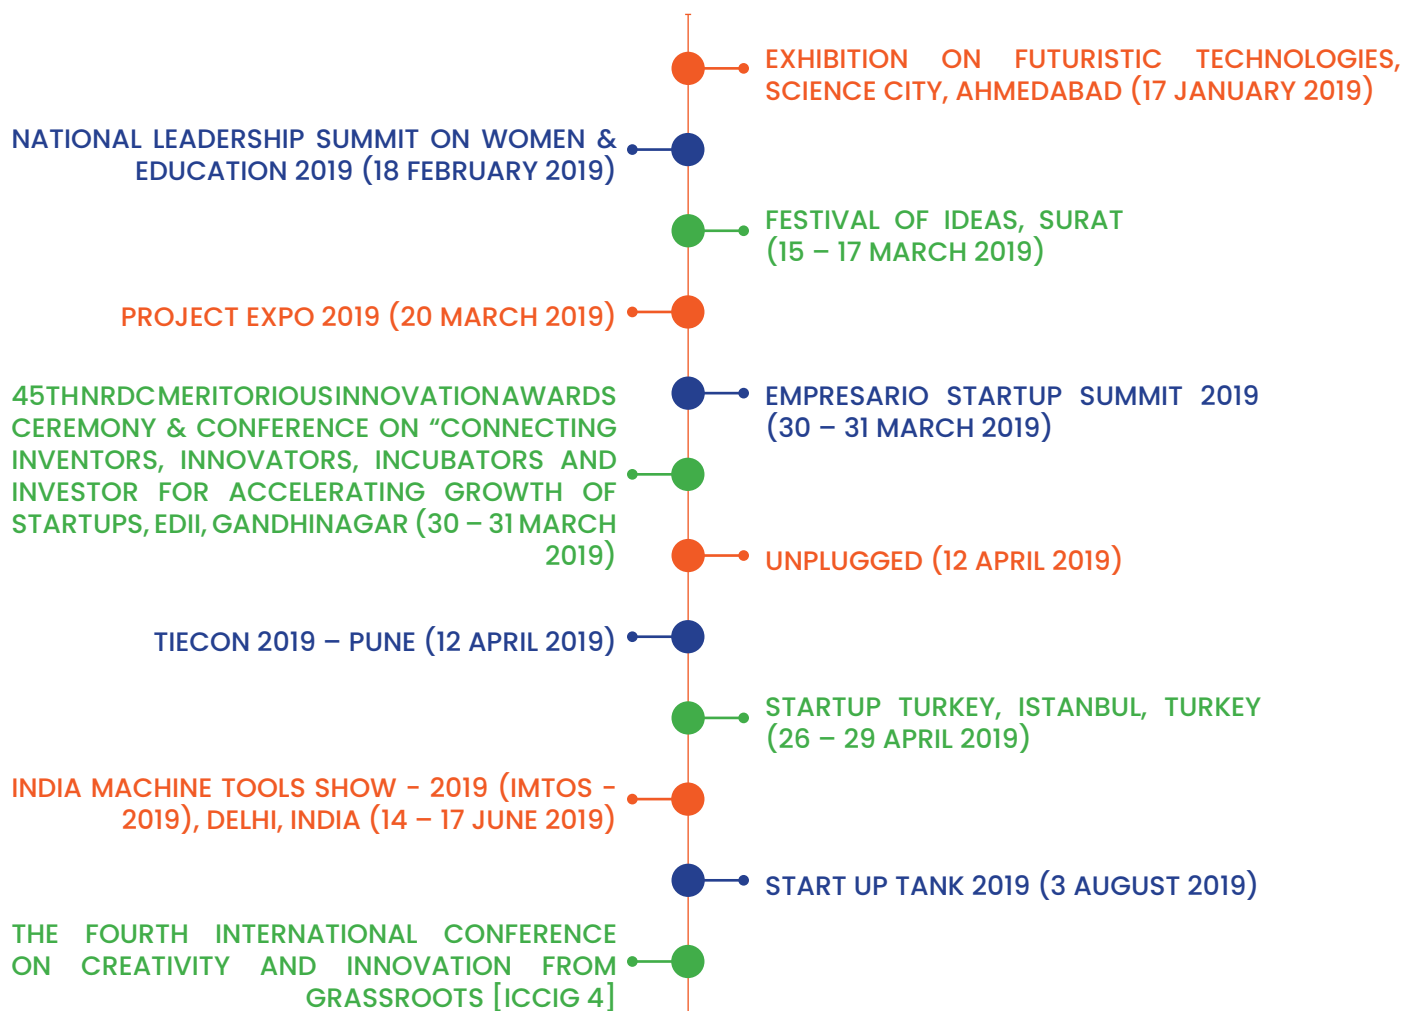 EXHIBITION ON FUTURISTIC TECHNOLOGIES,
SCIENCE CITY, AHMEDABAD (17 JANUARY 2019)
NATIONAL LEADERSHIP SUMMIT ON WOMEN &
EDUCATION 2019 (18 FEBRUARY 2019)
FESTIVAL OF IDEAS, SURAT
(15 – 17 MARCH 2019)
PROJECT EXPO 2019 (20 MARCH 2019)
EMPRESARIO STARTUP SUMMIT 2019
(30 – 31 MARCH 2019)
45TH NRDC MERITORIOUS INNOVATION AWARDS
CEREMONY & CONFERENCE ON “CONNECTING
INVENTORS, INNOVATORS, INCUBATORS AND
INVESTOR FOR ACCELERATING GROWTH OF
STARTUPS, EDII, GANDHINAGAR (30 – 31 MARCH
2019)
UNPLUGGED (12 APRIL 2019)
TIECON 2019 – PUNE (12 APRIL 2019)
STARTUP TURKEY, ISTANBUL, TURKEY
(26 – 29 APRIL 2019)
INDIA MACHINE TOOLS SHOW - 2019 (IMTOS -
2019), DELHI, INDIA (14 – 17 JUNE 2019)
START UP TANK 2019 (3 AUGUST 2019)
THE FOURTH INTERNATIONAL CONFERENCE
ON CREATIVITY AND INNOVATION FROM
GRASSROOTS [ICCIG 4]